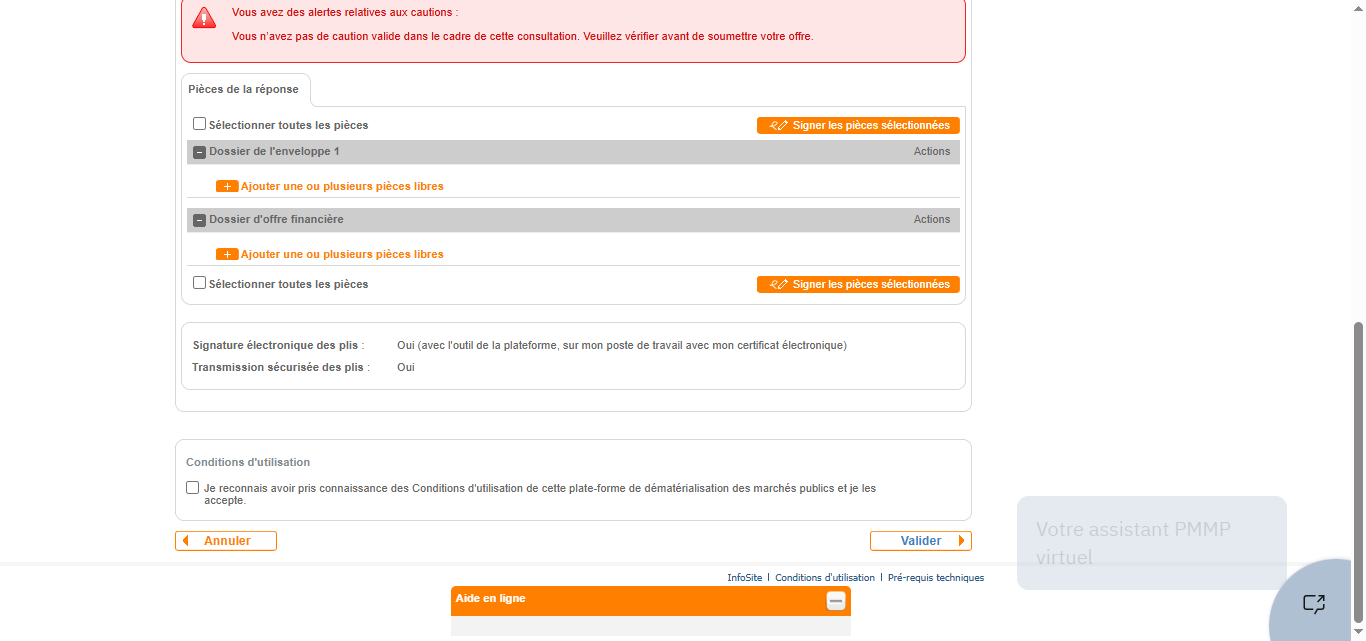 Vous avez des alertes relatives aux cautions :
Vous n'avez pas de caution valide dans le cadre de cette consultation. Veuillez vérifier avant de soumettre votre offre.
Pièces de la réponse
Sélectionner toutes les pièces
Signer les pièces sélectionnées
Dossier de l'enveloppe 1
Actions
Ajouter une ou plusieurs pièces libres
Dossier d'offre financière
Actions
Ajouter une ou plusieurs pièces libres
Sélectionner toutes les pièces
Signer les pièces sélectionnées
Signature électronique des plis :
Oui (avec l'outil de la plateforme, sur mon poste de travail avec mon certificat électronique)
Transmission sécurisée des plis :
Oui
Conditions d'utilisation
Je reconnais avoir pris connaissance des Conditions d'utilisation de cette plate-forme de dématérialisation des marchés publics et je les
accepte.
Annuler
Valider
Votre assistant PMMP
virtuel
InfoSite | Conditions d'utilisation | Pré-requis techniques
Aide en ligne